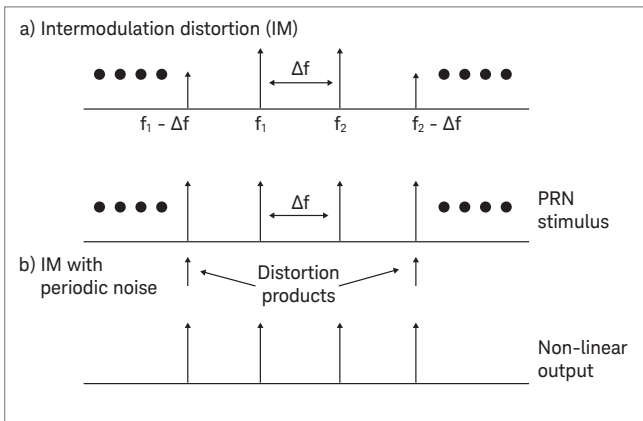 a) Intermodulation distortion (IM)
Δf
f₁ - Δf
f₁
f₂
f₂ - Δf
Δf
PRN
stimulus
b) IM with
periodic noise
Distortion
products
Non-linear
output